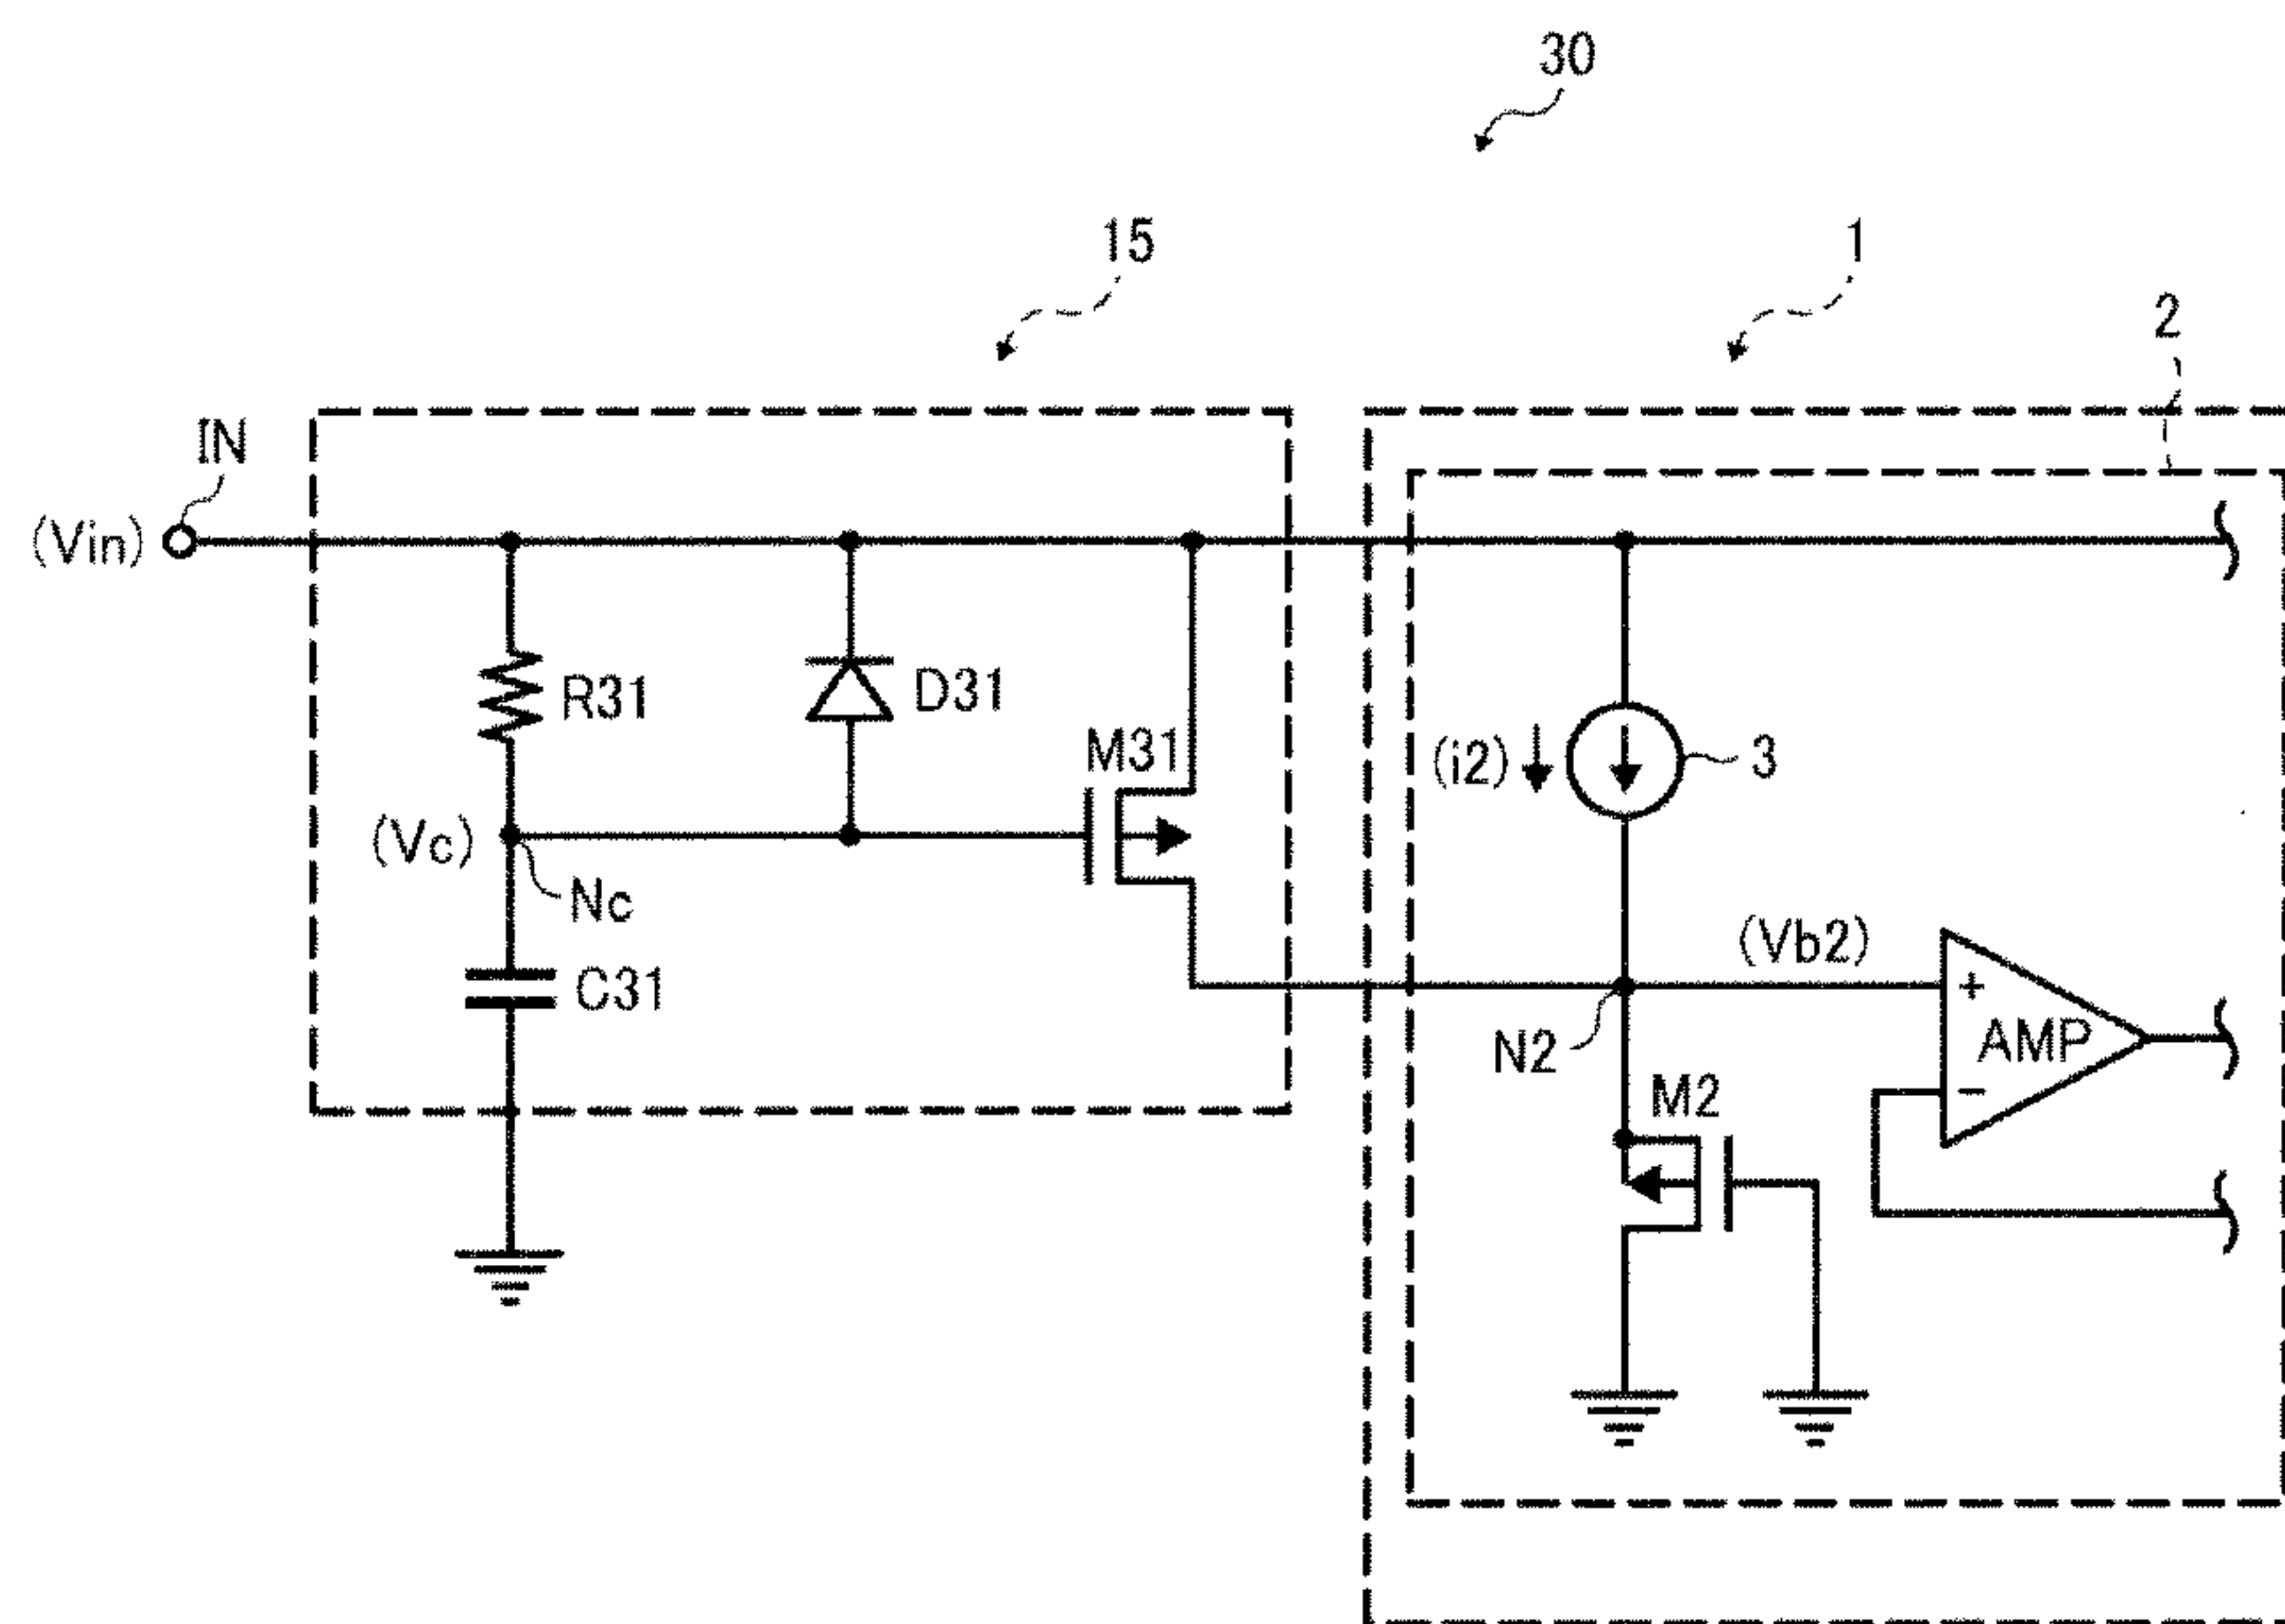 30
15
1
2
IN
(Vin)
R31
D31
M31
(i2)
3
(Vc)
Nc
C31
(Vb2)
+
AMP
−
N2
M2